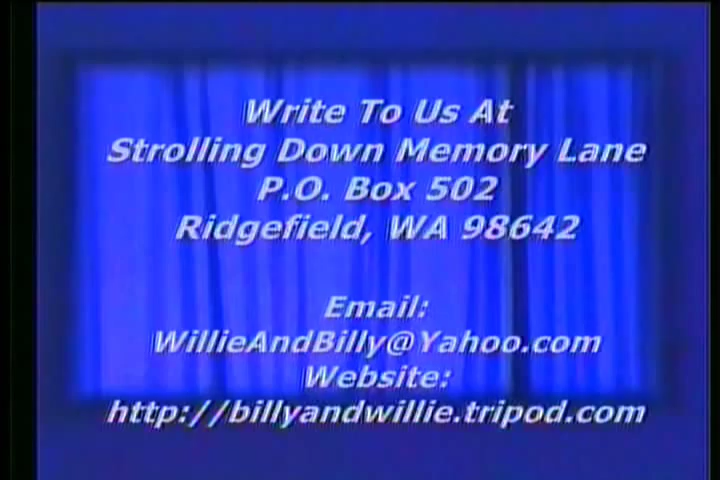 Write To Us At
Strolling Down Memory Lane
P.O. Box 502
Ridgefield, WA 98642
Email:
WillieAndBilly@Yahoo.com
Website:
http://billyandwillie.tripod.com